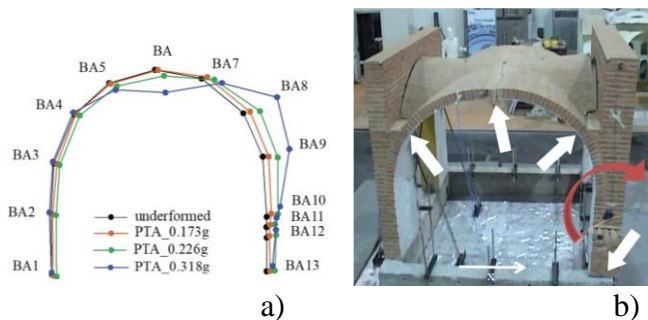 BA
BA5
BA7
BA4
BA8
BA3
BA9
BA2
BA10
BA11
BA12
BA1
BA13
underformed
PTA_0.173g
PTA_0.226g
PTA_0.318g
a)
b)